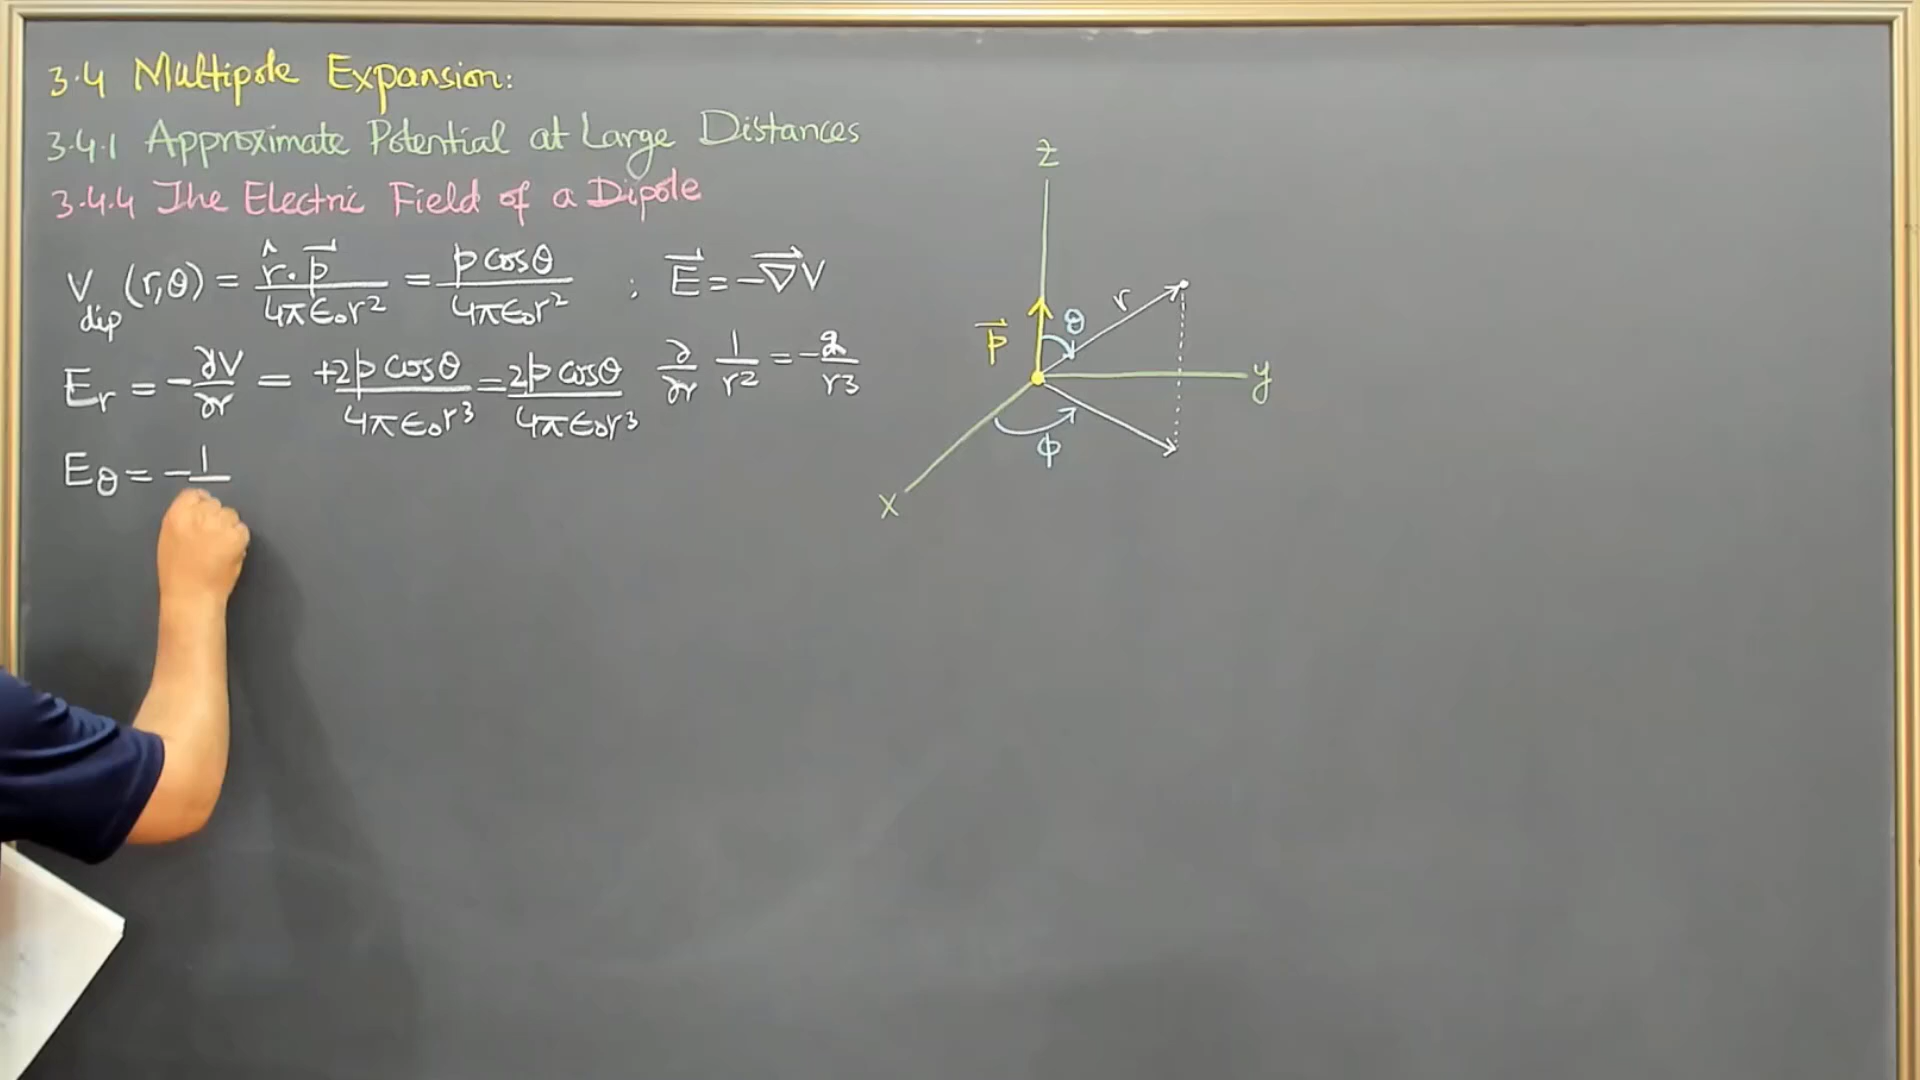 3.4 Multipole Expansion:
3.4.1 Approximate Potential at Large Distances
3.4.4 The Electric Field of a Dipole
V_dip (r,θ) = r̂·p⃗ / 4πϵ₀r² = p cosθ / 4πϵ₀r² ; E⃗ = -∇⃗V
E_r = -∂V/∂r = +2p cosθ / 4πϵ₀r³ = 2p cosθ / 4πϵ₀r³ ∂/∂r 1/r² = -2/r³
E_θ = -1/
z
r
θ
p⃗
y
ϕ
x